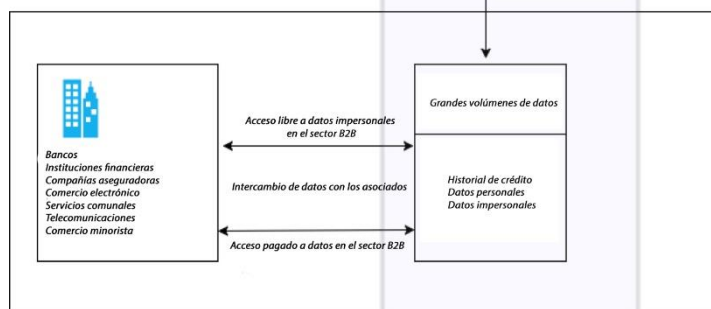 Bancos
Instituciones financieras
Compañías aseguradoras
Comercio electrónico
Servicios comunales
Telecomunicaciones
Comercio minorista
Acceso libre a datos impersonales
en el sector B2B
Intercambio de datos con los asociados
Acceso pagado a datos en el sector B2B
Grandes volúmenes de datos
Historial de crédito
Datos personales
Datos impersonales